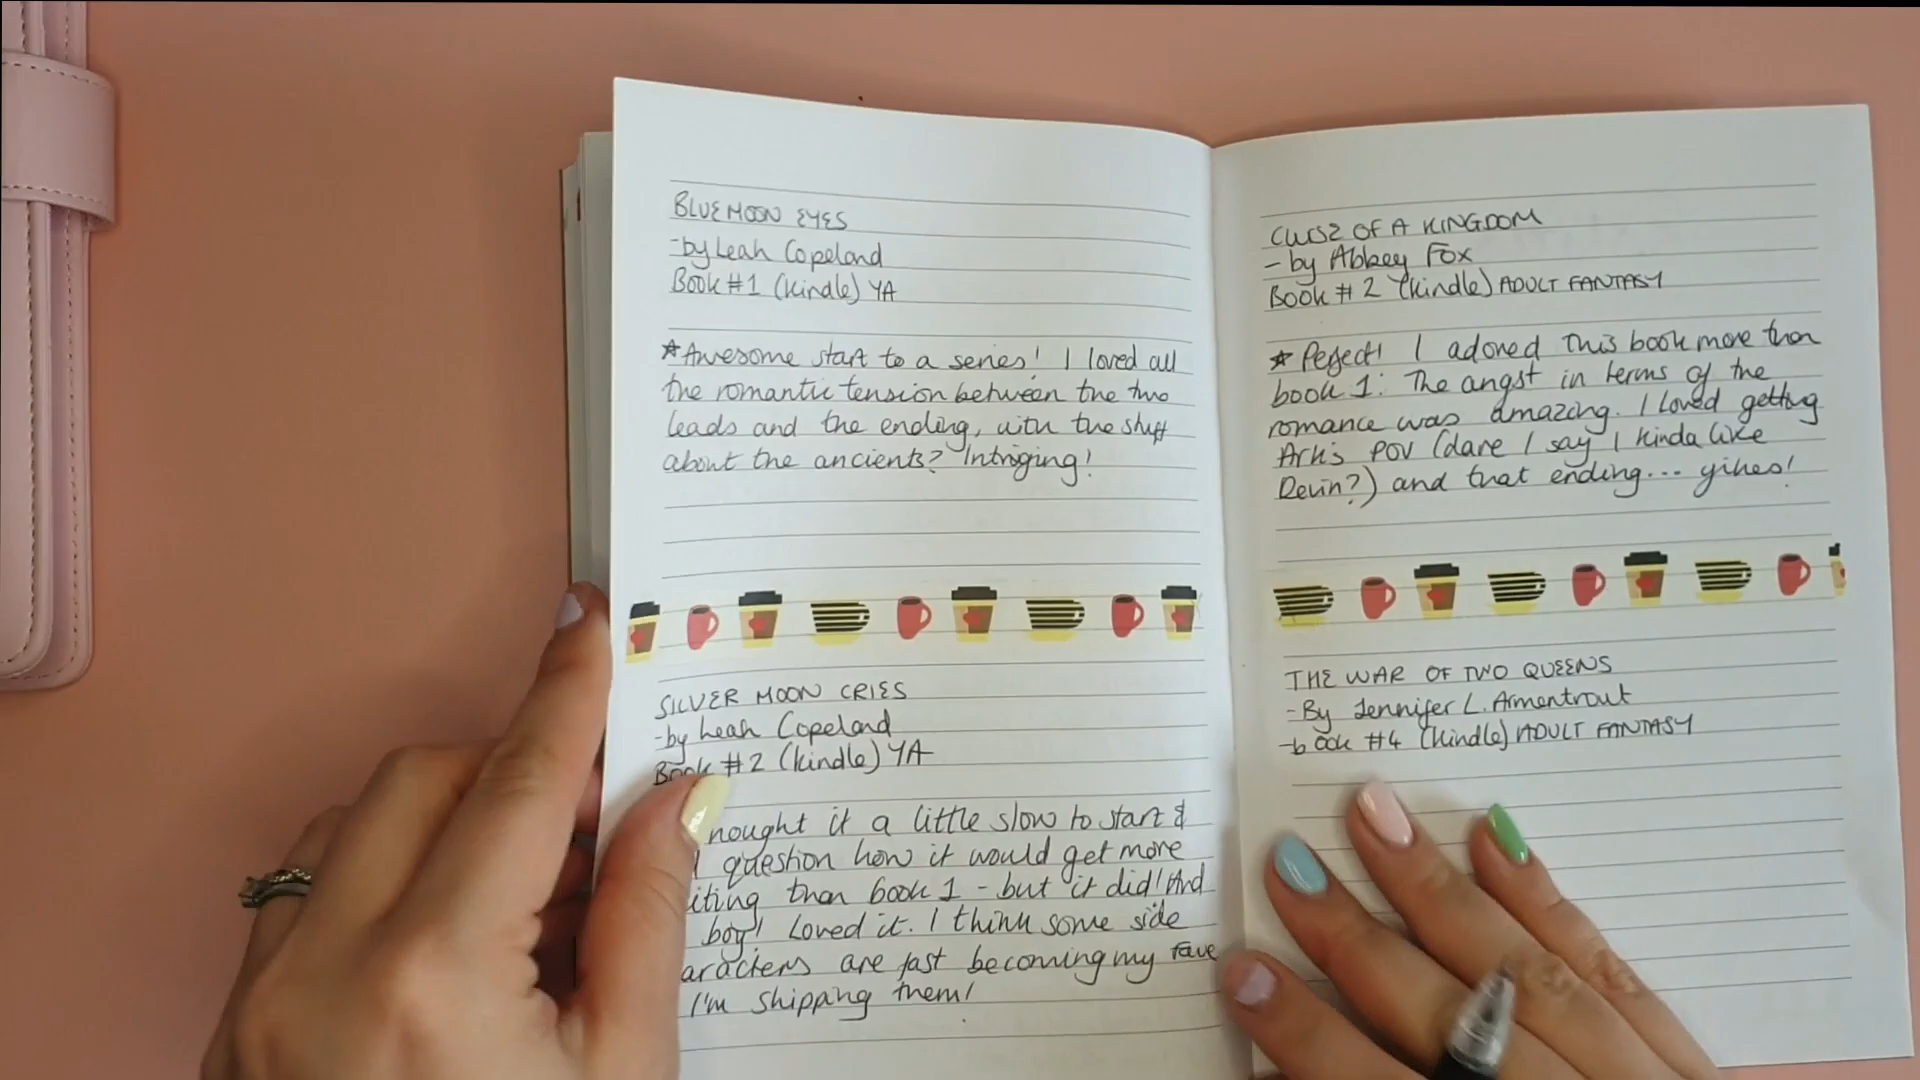 BLUE MOON EYES
-by Leah Copeland
Book #1 (Kindle) YA
*Awesome start to a series! I loved all
the romantic tension between the two
leads and the ending, with the stuff
about the ancients? Intriging!
SILVER MOON CRIES
-by Leah Copeland
Book #2 (Kindle) YA
nought it a little slow to start &
question how it would get more
iting than book 1 - but it did! And
boy! Loved it. I think some side
aracters are fast becoming my fave
I'm shipping them!
CURSE OF A KINGDOM
- by Abbey Fox
Book # 2 (Kindle) ADULT FANTASY
* Perfect! I adored this book more than
book 1. The angst in terms of the
romance was amazing. I loved getting
Ark's POV (dare I say I kinda like
Devin?) and that ending... yikes!
THE WAR OF TWO QUEENS
- By Jennifer L. Armentrout
-book #4 (Kindle) ADULT FANTASY